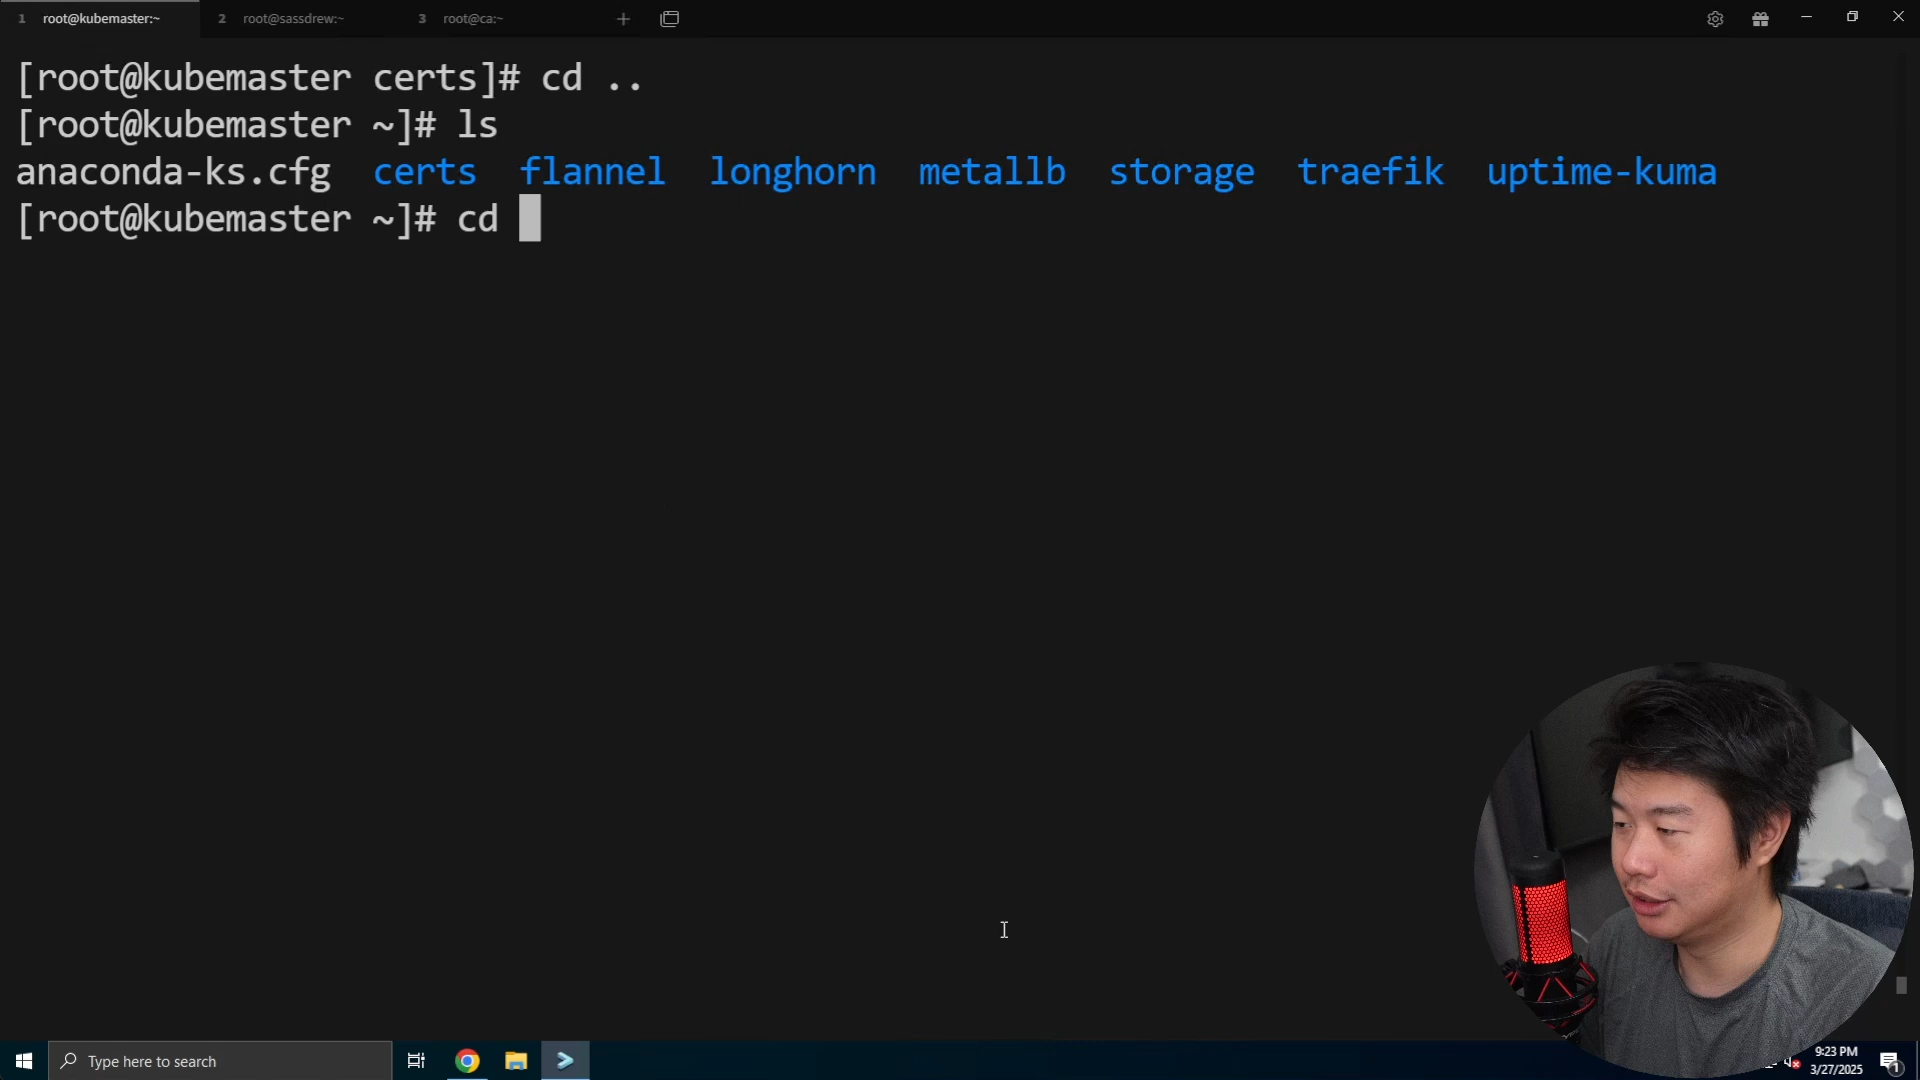 1 root@kubemaster:~ 2 root@sassdrew:~ 3 root@ca:~
[root@kubemaster certs]# cd ..
[root@kubemaster ~]# ls
anaconda-ks.cfg certs flannel longhorn metallb storage traefik uptime-kuma
[root@kubemaster ~]# cd
Type here to search
9:23 PM
3/27/2025
1